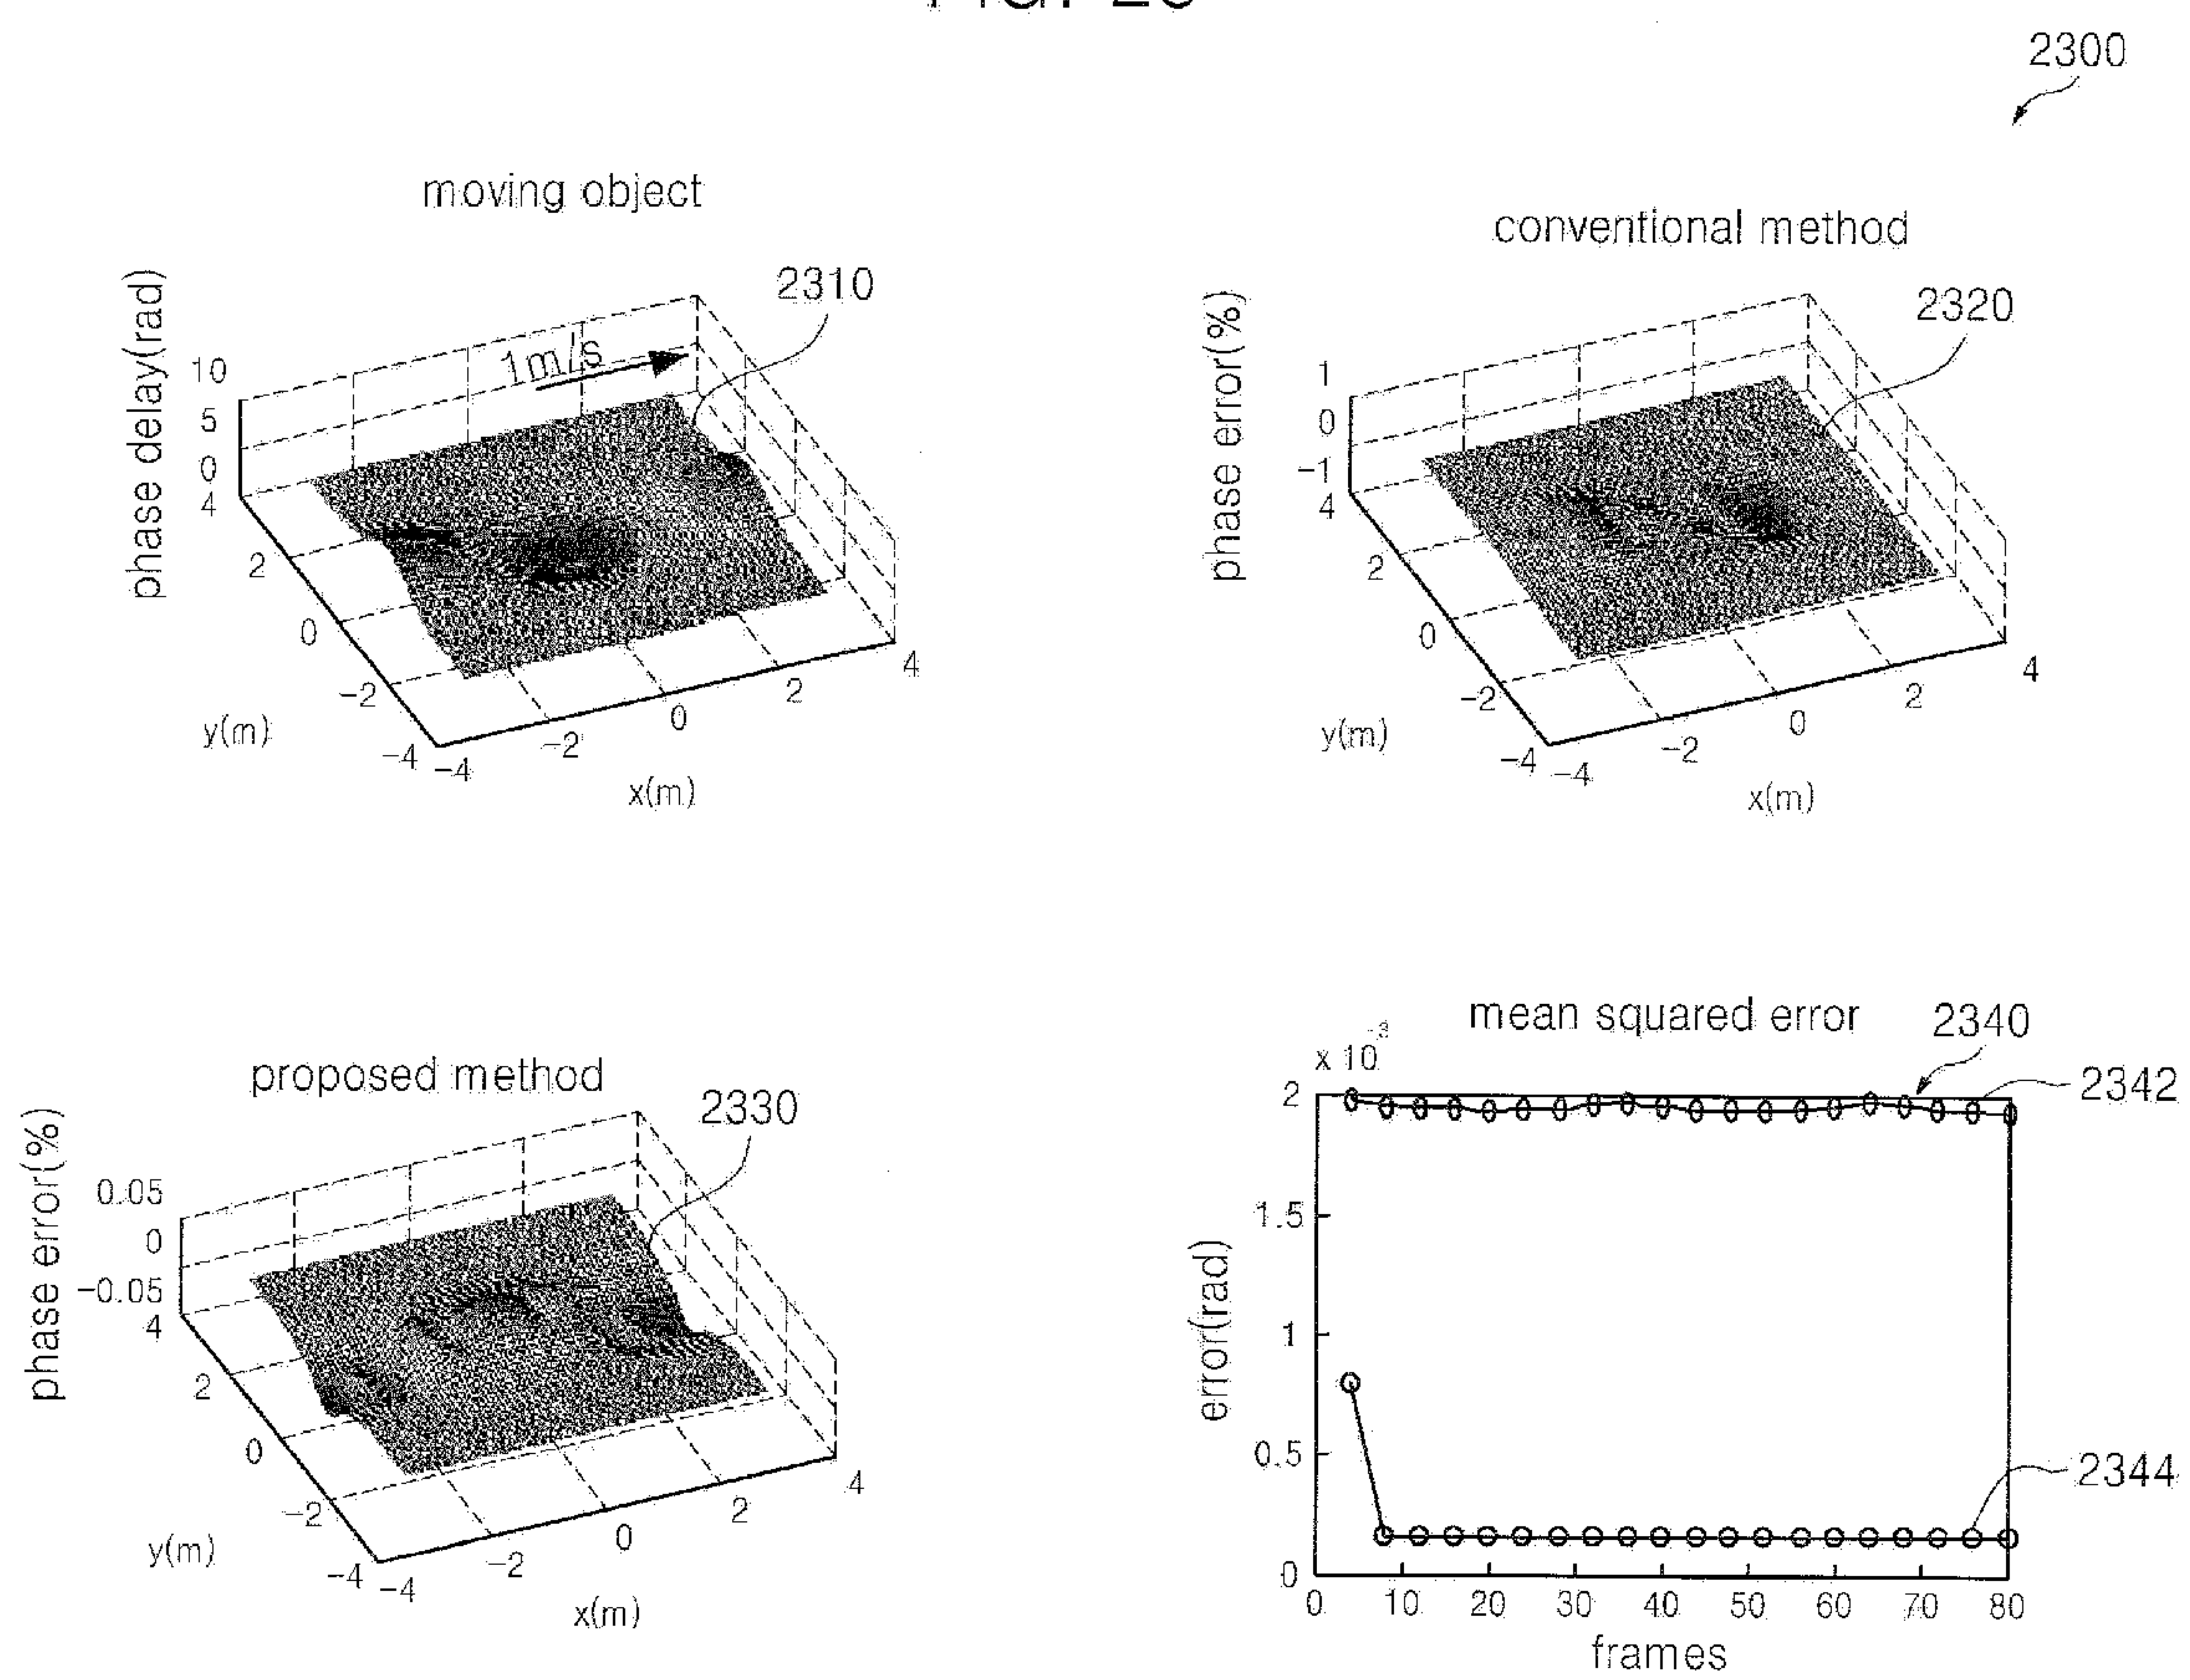 2300
moving object
phase delay(rad)
10
5
0
4
2
0
-2
-4
y(m)
-4
-2
0
2
4
x(m)
1m/s
2310
conventional method
phase error(%)
1
0
-1
4
2
0
-2
-4
y(m)
-4
-2
0
2
4
x(m)
2320
proposed method
phase error(%)
0.05
0
-0.05
4
2
0
-2
-4
y(m)
-4
-2
0
2
4
x(m)
2330
mean squared error
2340
x 10-3
2
1.5
1
0.5
0
error(rad)
0 10 20 30 40 50 60 70 80
frames
2342
2344